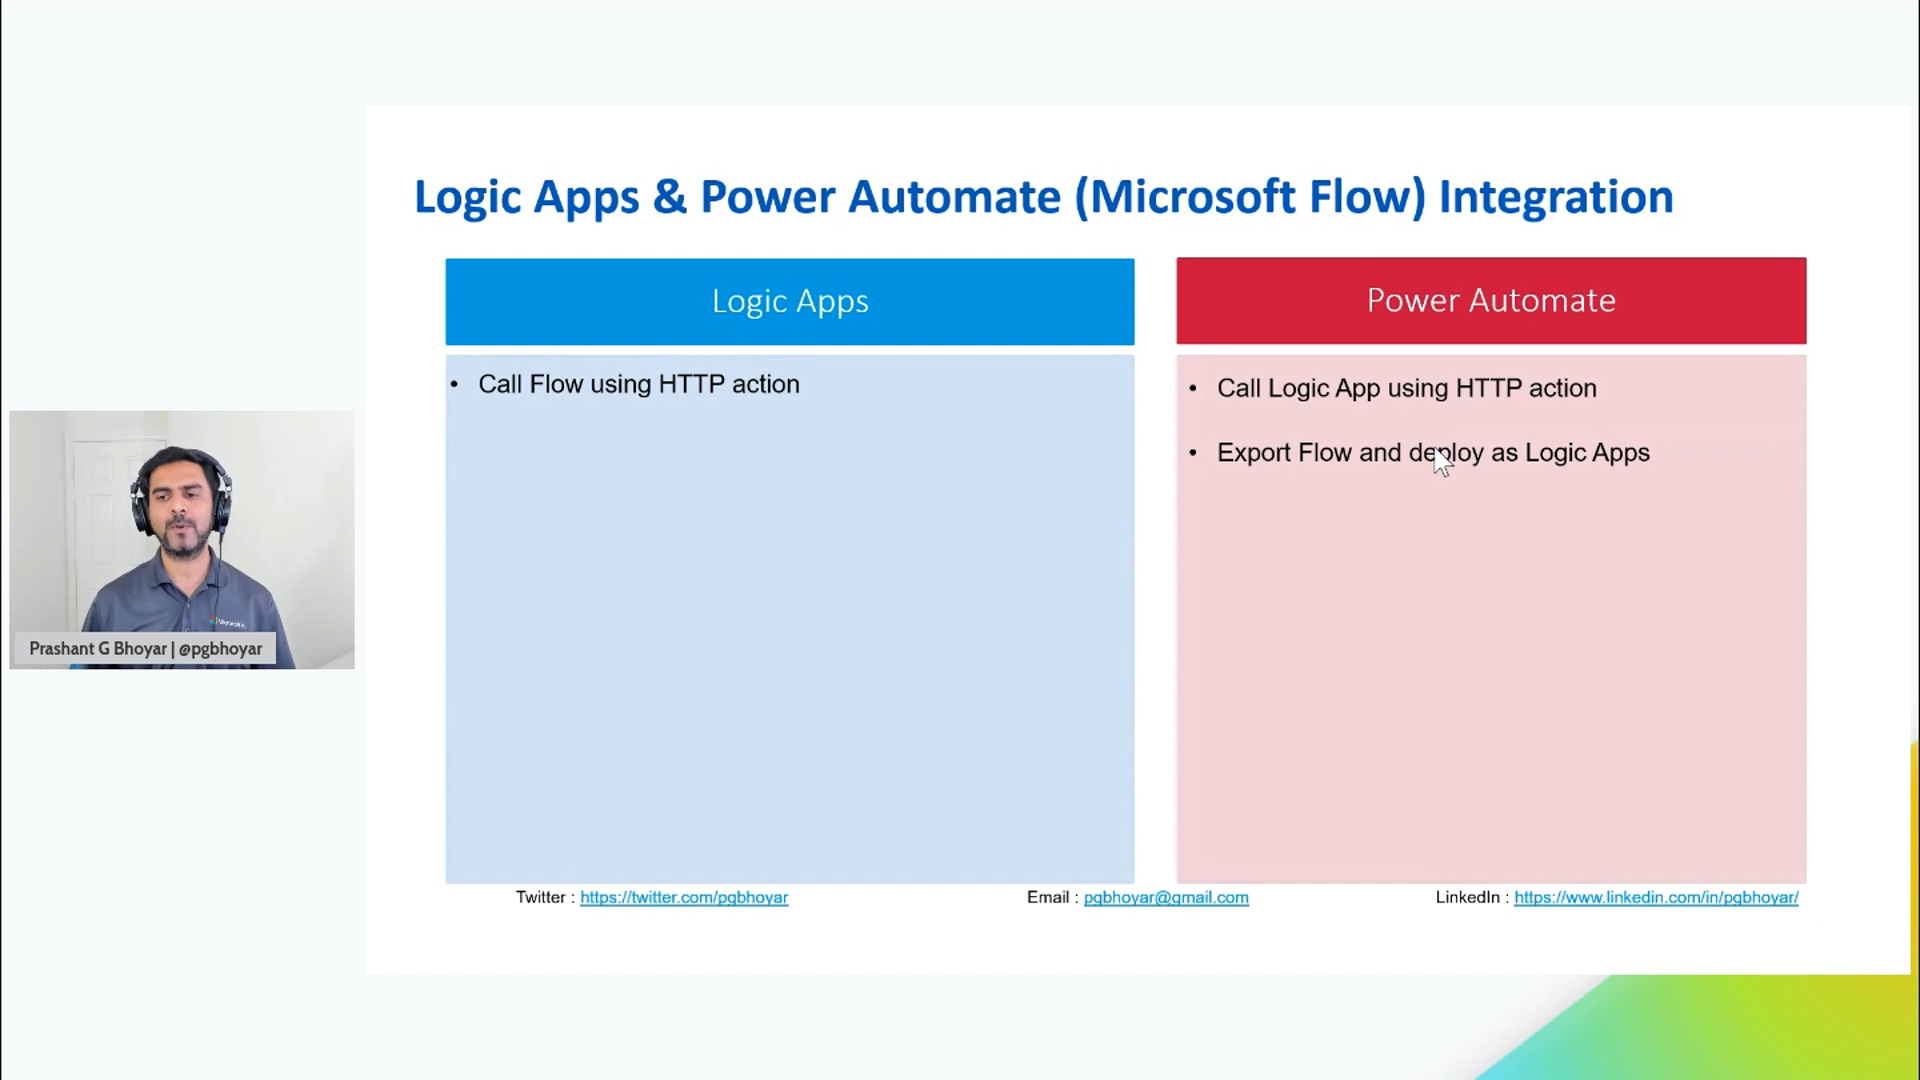 Logic Apps & Power Automate (Microsoft Flow) Integration
Logic Apps
• Call Flow using HTTP action
Power Automate
• Call Logic App using HTTP action
• Export Flow and deploy as Logic Apps
Prashant G Bhoyar | @pgbhoyar
Twitter : https://twitter.com/pgbhoyar
Email : pgbhoyar@gmail.com
LinkedIn : https://www.linkedin.com/in/pgbhoyar/